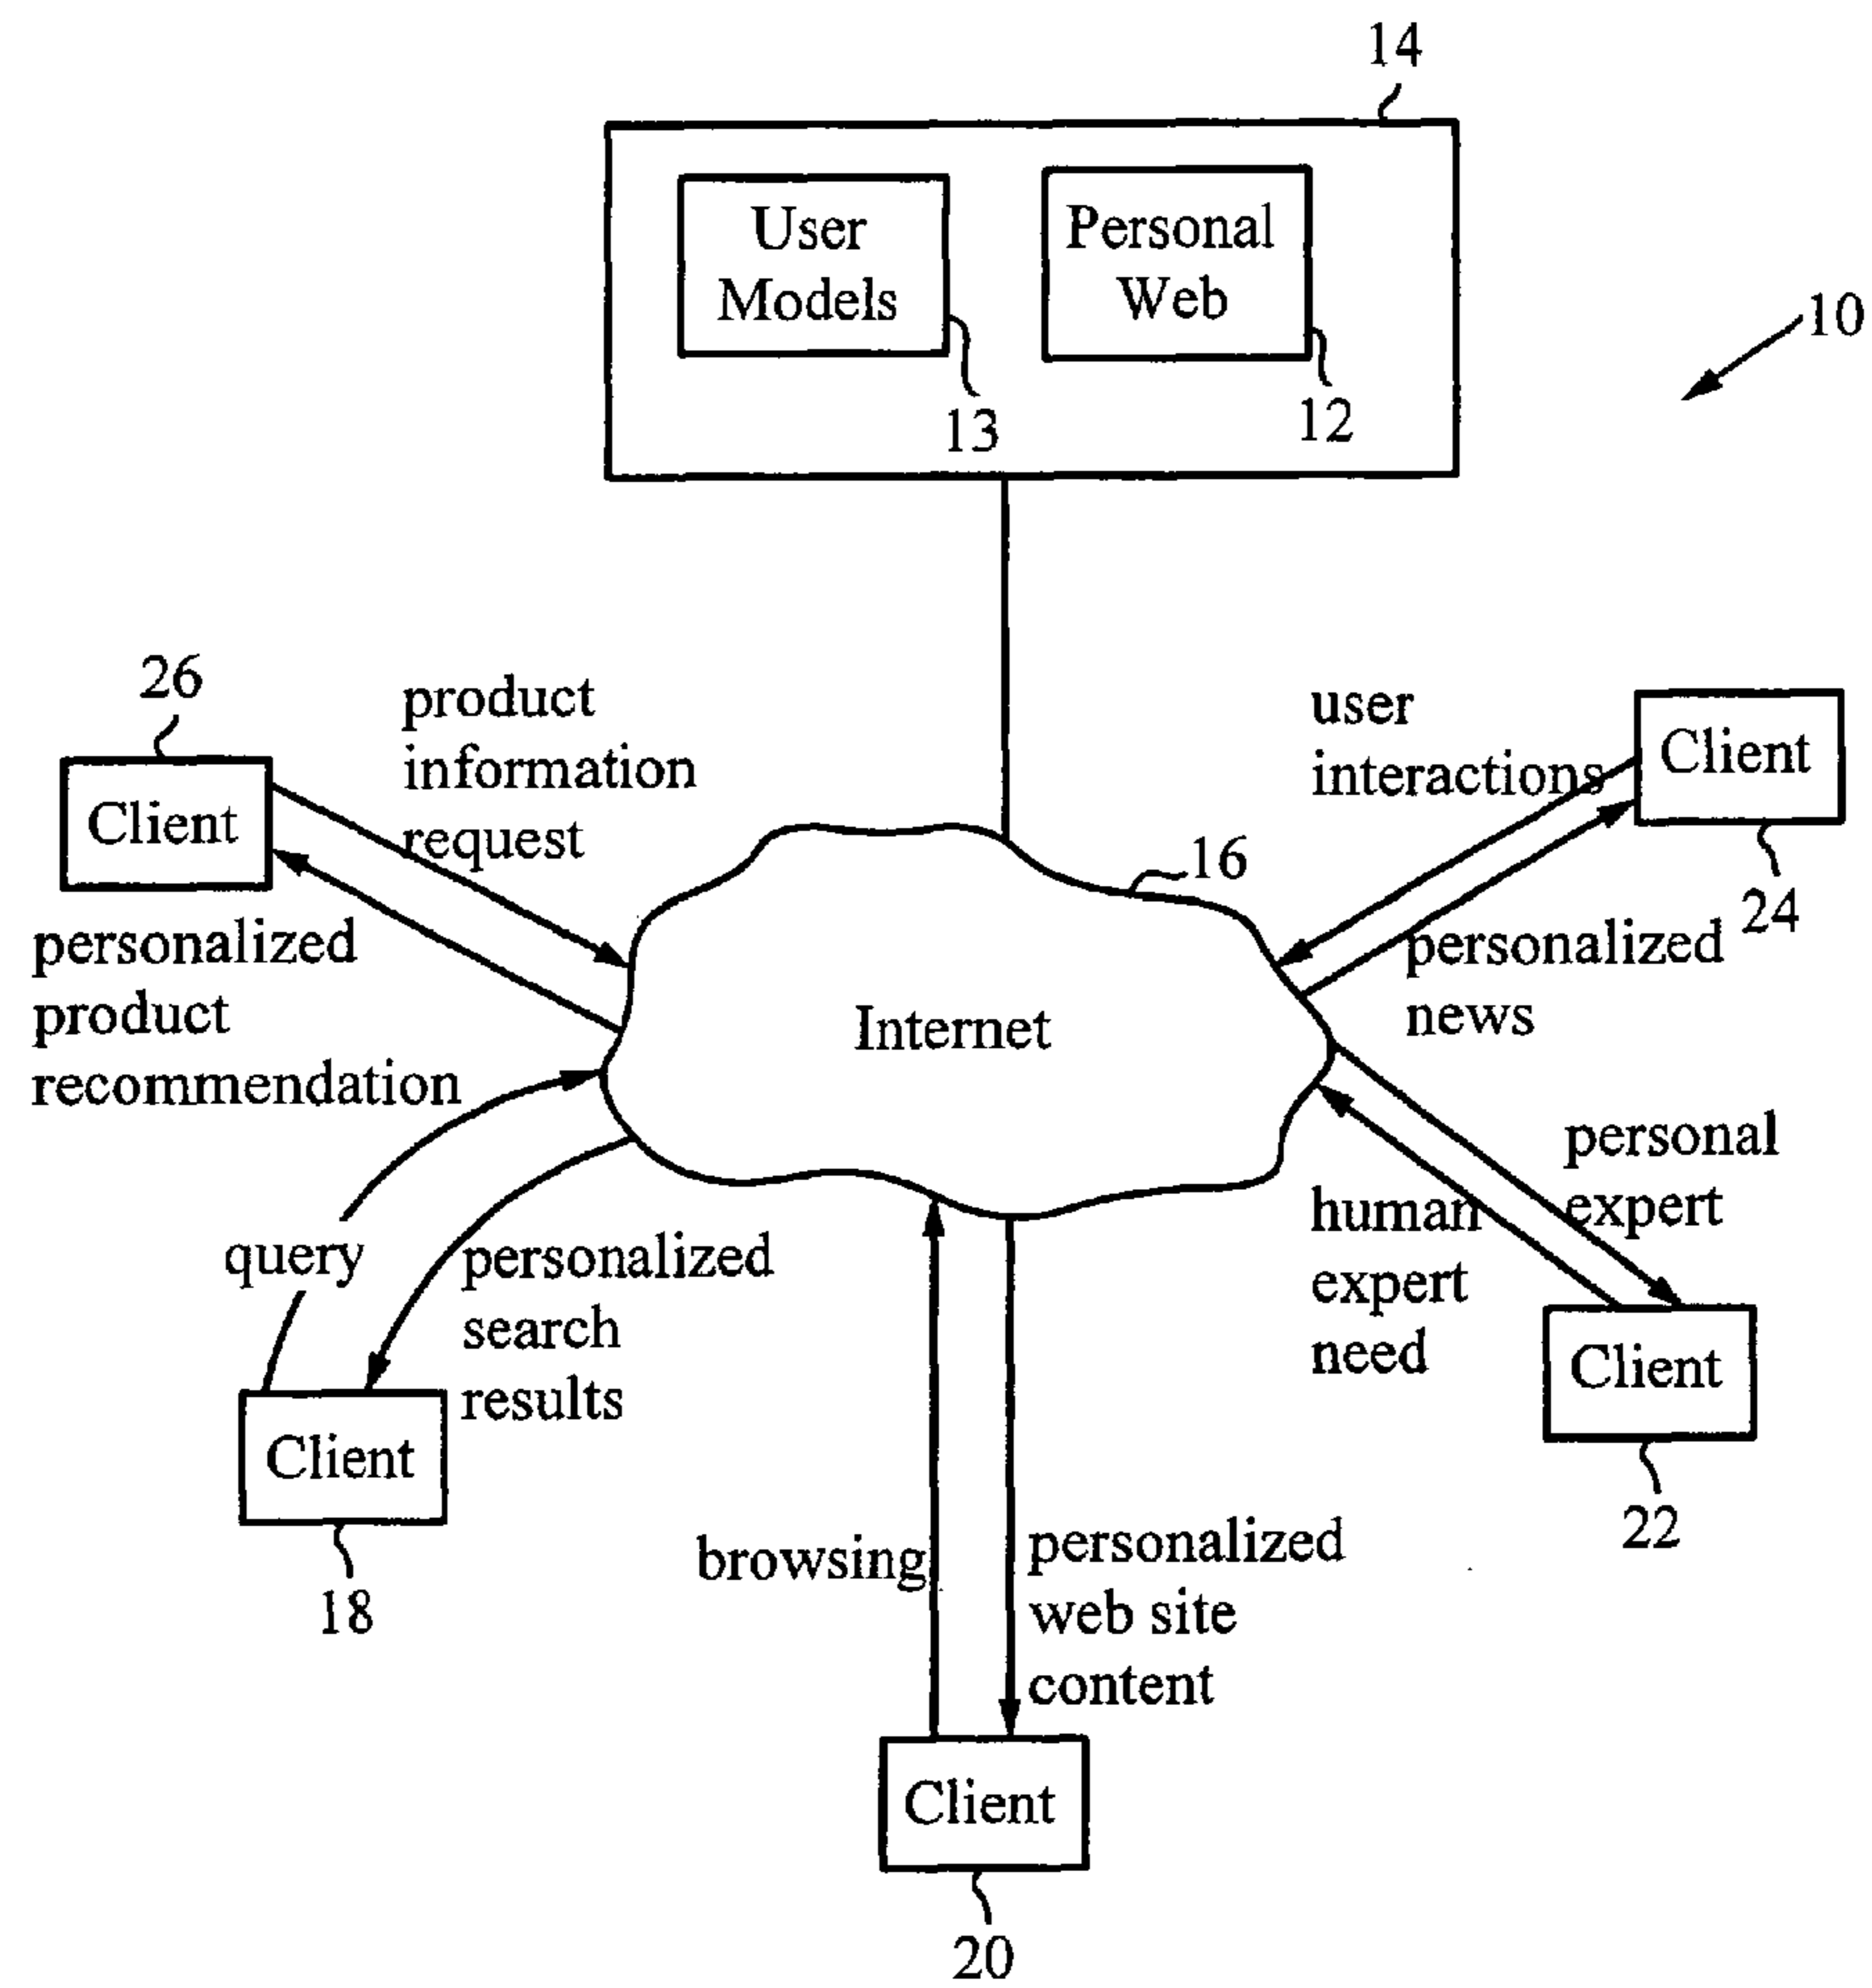 14
User
Models
Personal
Web
10
13
12
26
product
information
request
Client
user
interactions
Client
24
16
personalized
product
recommendation
personalized
news
Internet
personal
expert
human
expert
need
query
personalized
search
results
Client
18
Client
22
browsing
personalized
web site
content
Client
20